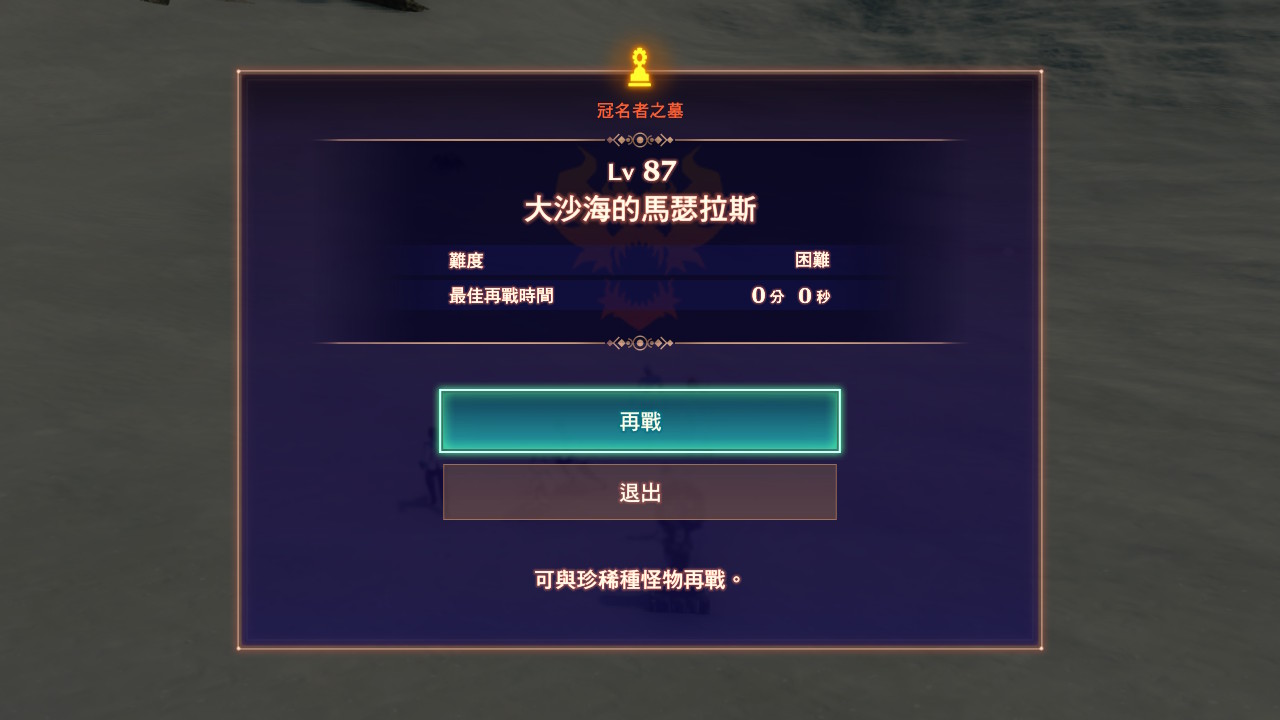 冠名者之墓
Lv 87
大沙海的馬瑟拉斯
難度 困難
最佳再戰時間 0分 0秒
再戰
退出
可與珍稀種怪物再戰。